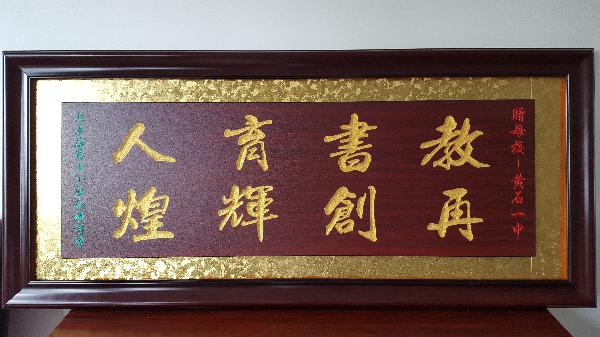 贈母校—黄石一中
教書育人
再創輝煌